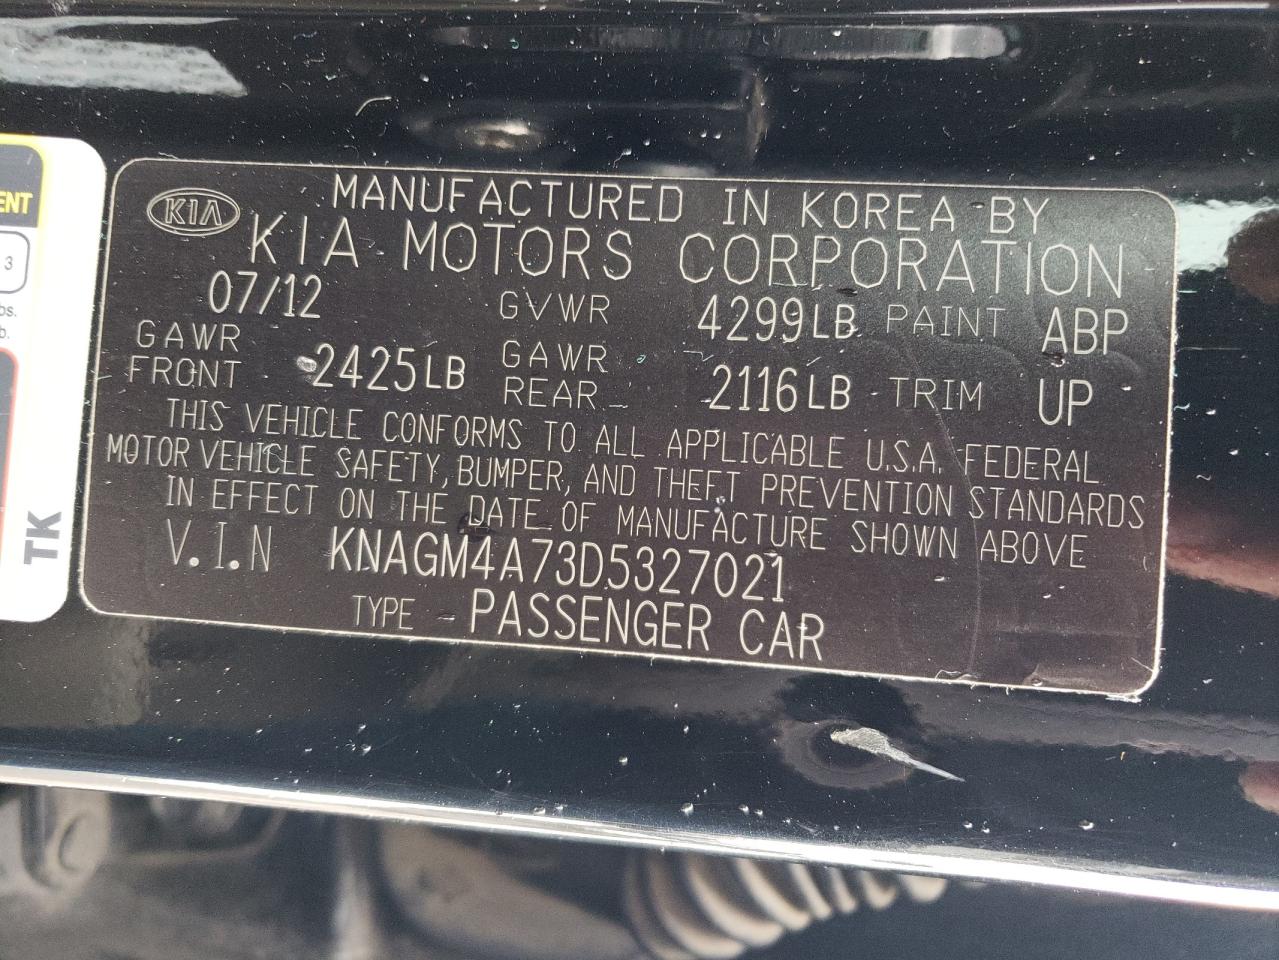 MANUFACTURED IN KOREA BY
KIA KIA MOTORS CORPORATION
07/12 GVWR 4299LB PAINT ABP
GAWR FRONT 2425LB GAWR REAR 2116LB TRIM UP
THIS VEHICLE CONFORMS TO ALL APPLICABLE U.S.A. FEDERAL
MOTOR VEHICLE SAFETY, BUMPER, AND THEFT PREVENTION STANDARDS
IN EFFECT ON THE DATE OF MANUFACTURE SHOWN ABOVE
V.I.N KNAGM4A73D5327021
TYPE PASSENGER CAR
3
TK